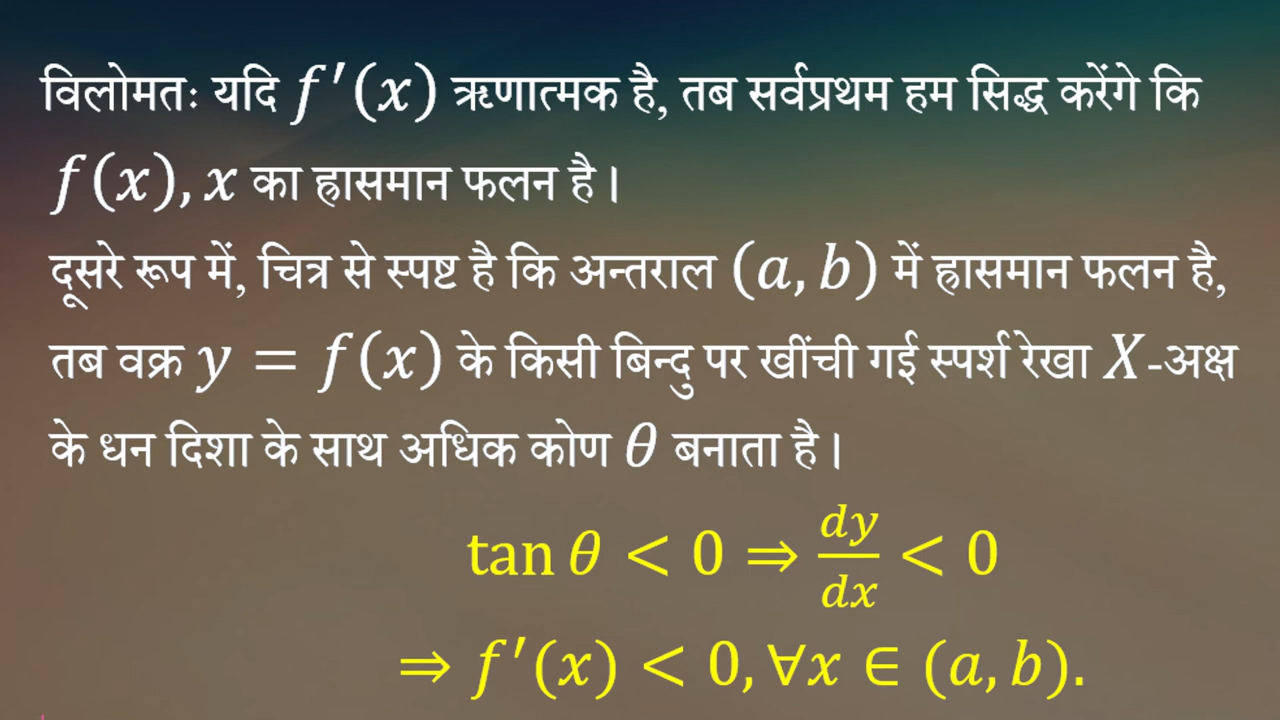 विलोमतः यदि f′(x) ऋणात्मक है, तब सर्वप्रथम हम सिद्ध करेंगे कि
f(x), x का ह्रासमान फलन है।
दूसरे रूप में, चित्र से स्पष्ट है कि अन्तराल (a, b) में ह्रासमान फलन है,
तब वक्र y = f(x) के किसी बिन्दु पर खींची गई स्पर्श रेखा X-अक्ष
के धन दिशा के साथ अधिक कोण θ बनाता है।
tan θ < 0 ⇒ dy/dx < 0
⇒ f′(x) < 0, ∀x ∈ (a, b).